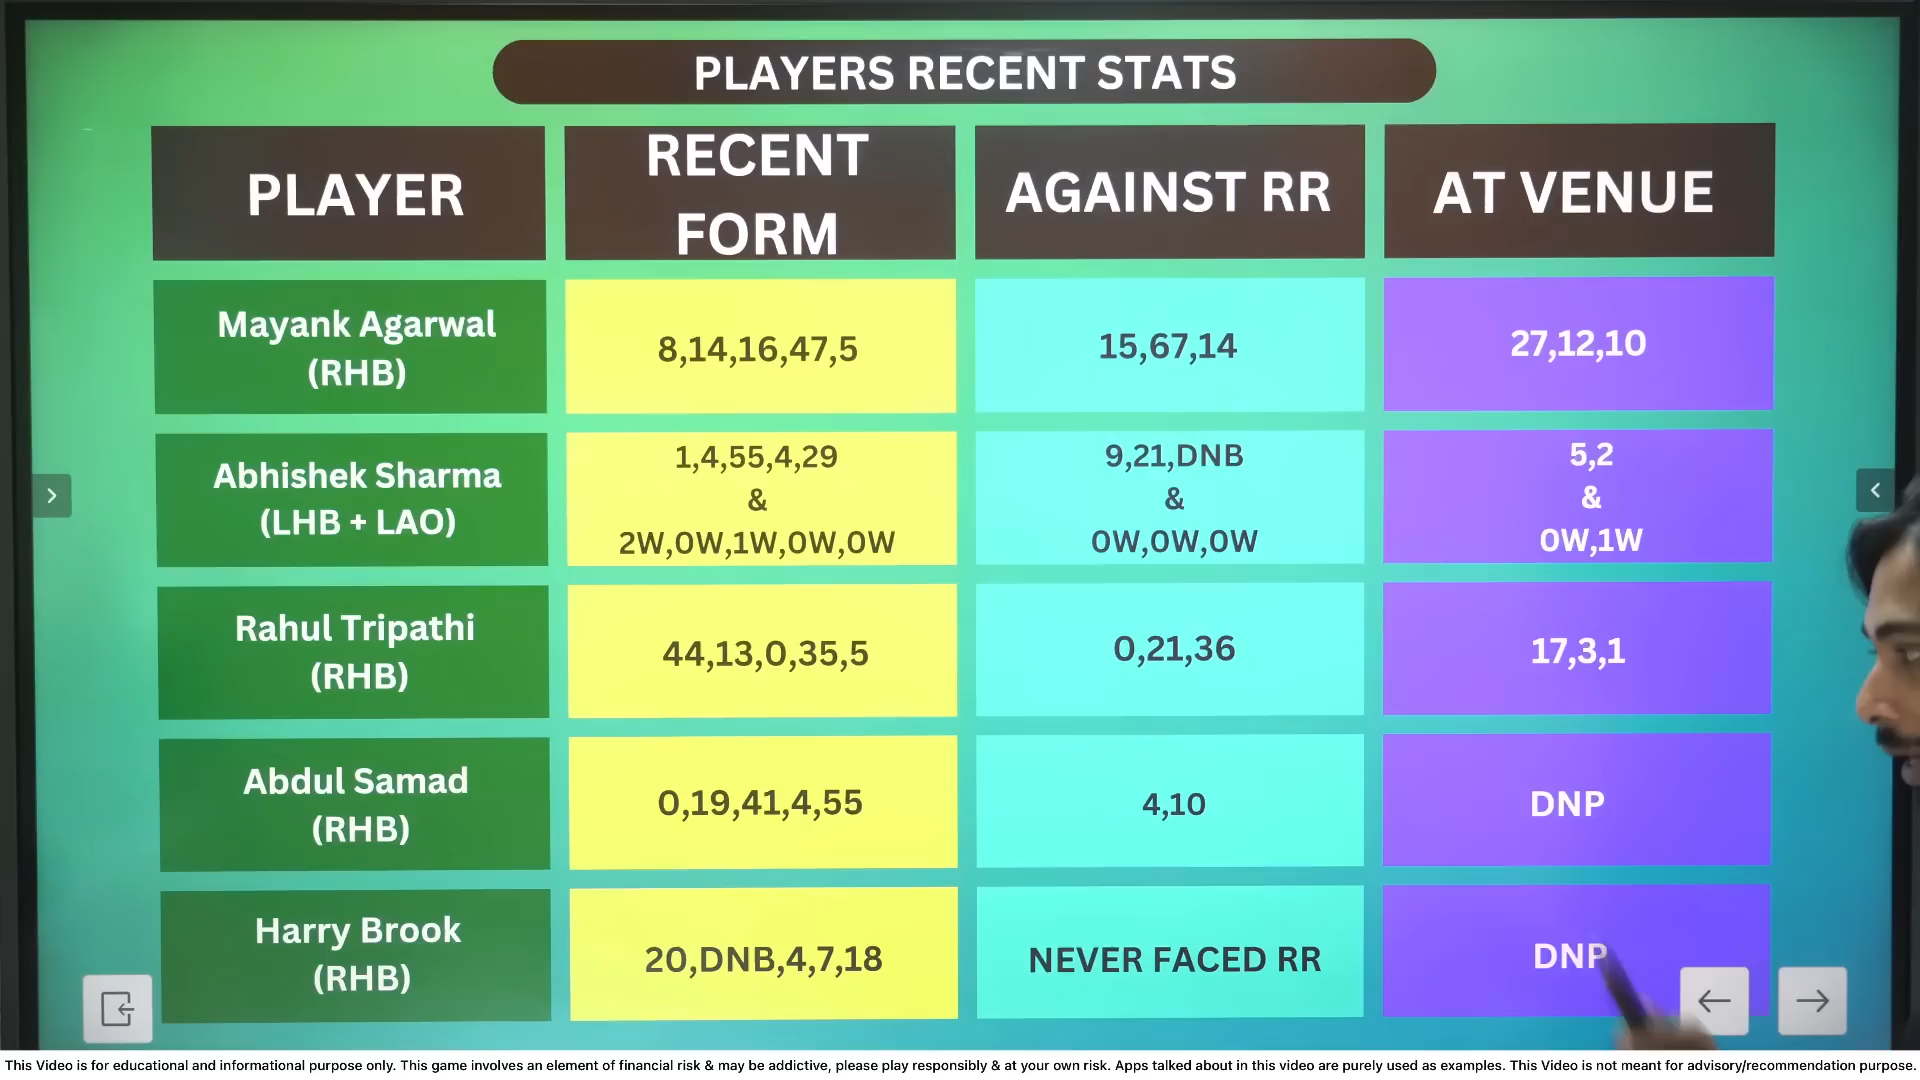 PLAYERS RECENT STATS
PLAYER
RECENT
FORM
AGAINST RR
AT VENUE
Mayank Agarwal
(RHB)
8,14,16,47,5
15,67,14
27,12,10
Abhishek Sharma
(LHB + LAO)
1,4,55,4,29
&
2W,0W,1W,0W,0W
9,21,DNB
&
0W,0W,0W
5,2
&
0W,1W
Rahul Tripathi
(RHB)
44,13,0,35,5
0,21,36
17,3,1
Abdul Samad
(RHB)
0,19,41,4,55
4,10
DNP
Harry Brook
(RHB)
20,DNB,4,7,18
NEVER FACED RR
DNP
This Video is for educational and informational purpose only. This game involves an element of financial risk & may be addictive, please play responsibly & at your own risk. Apps talked about in this video are purely used as examples. This Video is not meant for advisory/recommendation purpose.